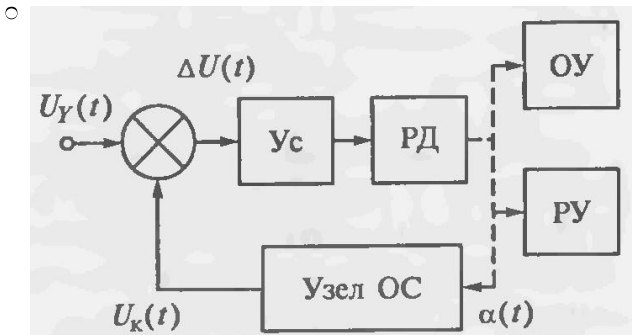 ΔU(t)
ОУ
U_Y(t)
Ус
РД
РУ
Узел ОС
U_к(t)
α(t)